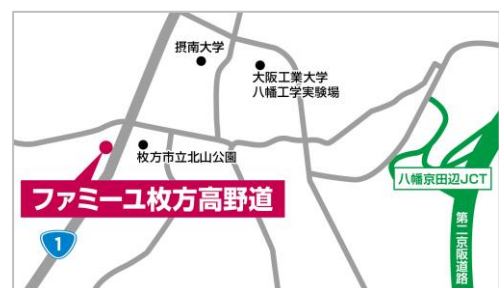 摂南大学
大阪工業大学
八幡工学実験場
枚方市立北山公園
ファミーユ枚方高野道
八幡京田辺JCT
1
第二京阪道路